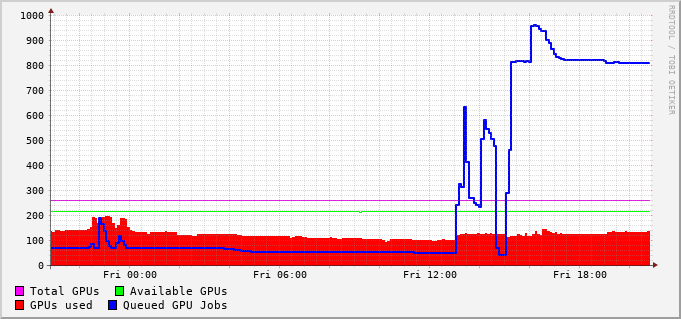 1000
900
800
700
600
500
400
300
200
100
0
Fri 00:00 Fri 06:00 Fri 12:00 Fri 18:00
Total GPUs Available GPUs
GPUs used Queued GPU Jobs
RRDTOOL / TOBI OETIKER